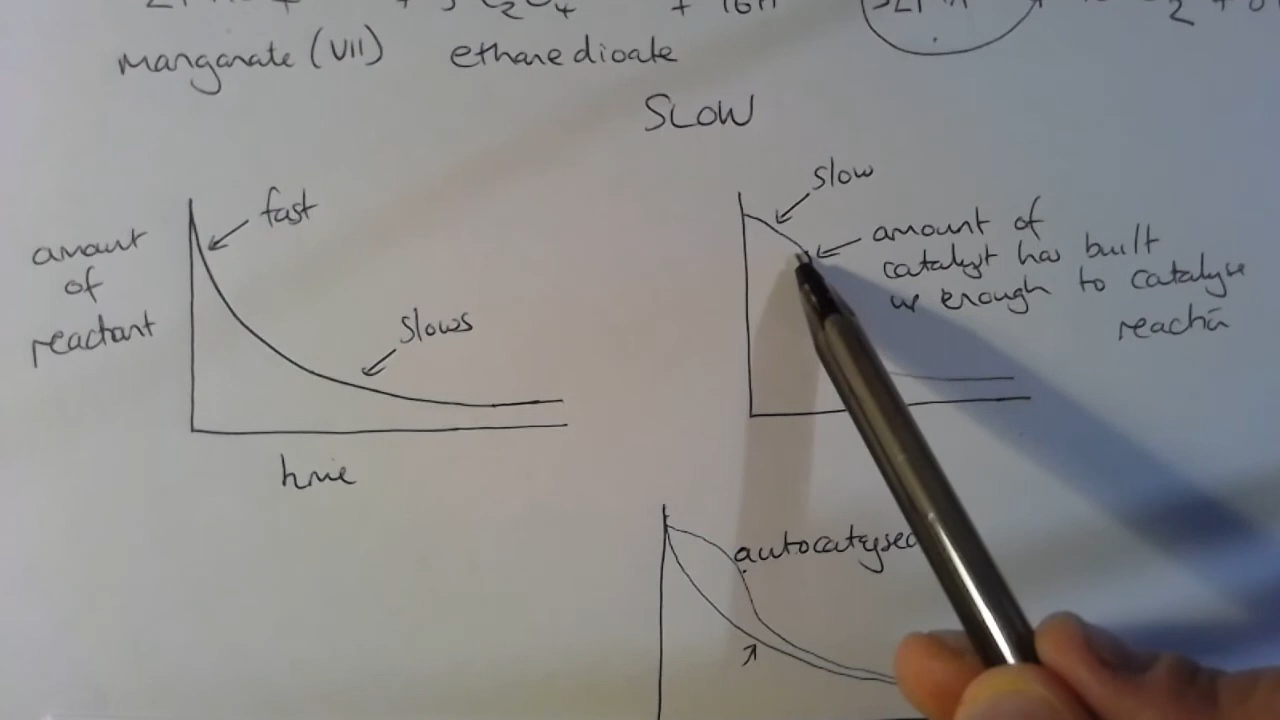 manganate (VII) ethanedioate
SLOW
fast
amount
of
reactant
slows
time
slow
amount of
catalyst has built
up enough to catalyse
reaction
autocatysed